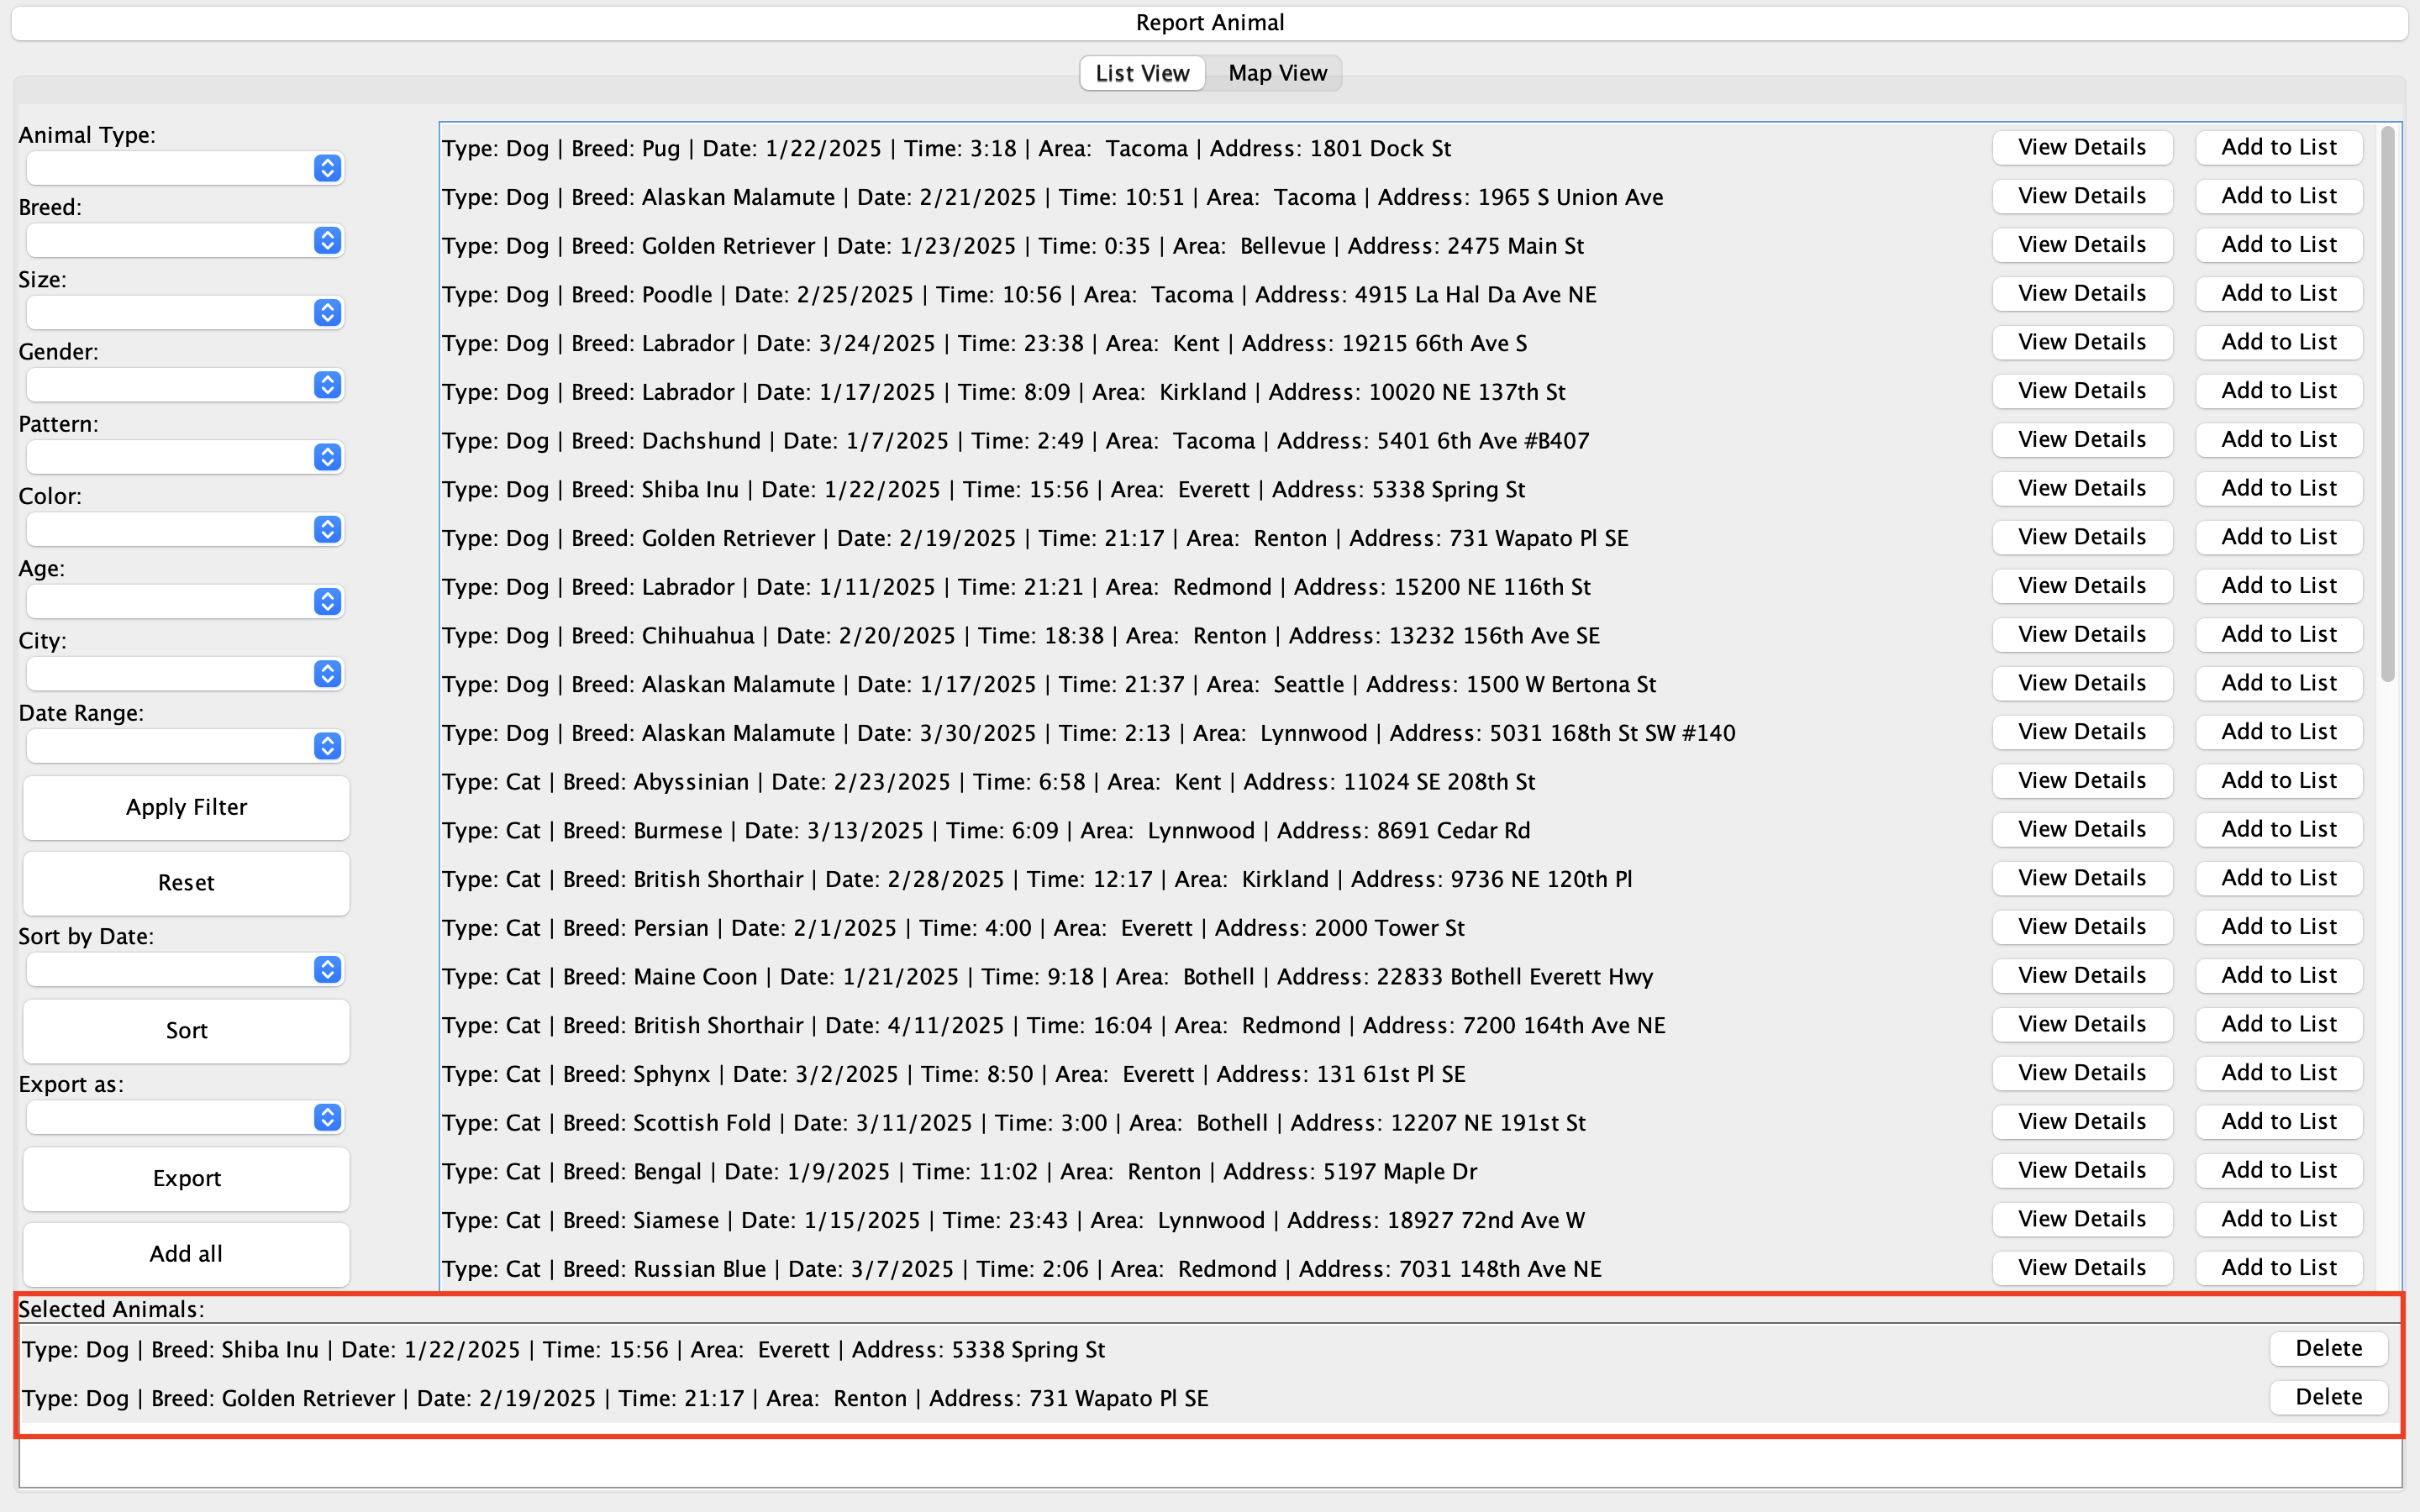 Report Animal
List View Map View
Animal Type:
Breed:
Size:
Gender:
Pattern:
Color:
Age:
City:
Date Range:
Apply Filter
Reset
Sort by Date:
Sort
Export as:
Export
Add all
Type: Dog | Breed: Pug | Date: 1/22/2025 | Time: 3:18 | Area:  Tacoma | Address: 1801 Dock St View Details Add to List
Type: Dog | Breed: Alaskan Malamute | Date: 2/21/2025 | Time: 10:51 | Area:  Tacoma | Address: 1965 S Union Ave View Details Add to List
Type: Dog | Breed: Golden Retriever | Date: 1/23/2025 | Time: 0:35 | Area:  Bellevue | Address: 2475 Main St View Details Add to List
Type: Dog | Breed: Poodle | Date: 2/25/2025 | Time: 10:56 | Area:  Tacoma | Address: 4915 La Hal Da Ave NE View Details Add to List
Type: Dog | Breed: Labrador | Date: 3/24/2025 | Time: 23:38 | Area:  Kent | Address: 19215 66th Ave S View Details Add to List
Type: Dog | Breed: Labrador | Date: 1/17/2025 | Time: 8:09 | Area:  Kirkland | Address: 10020 NE 137th St View Details Add to List
Type: Dog | Breed: Dachshund | Date: 1/7/2025 | Time: 2:49 | Area:  Tacoma | Address: 5401 6th Ave #B407 View Details Add to List
Type: Dog | Breed: Shiba Inu | Date: 1/22/2025 | Time: 15:56 | Area:  Everett | Address: 5338 Spring St View Details Add to List
Type: Dog | Breed: Golden Retriever | Date: 2/19/2025 | Time: 21:17 | Area:  Renton | Address: 731 Wapato Pl SE View Details Add to List
Type: Dog | Breed: Labrador | Date: 1/11/2025 | Time: 21:21 | Area:  Redmond | Address: 15200 NE 116th St View Details Add to List
Type: Dog | Breed: Chihuahua | Date: 2/20/2025 | Time: 18:38 | Area:  Renton | Address: 13232 156th Ave SE View Details Add to List
Type: Dog | Breed: Alaskan Malamute | Date: 1/17/2025 | Time: 21:37 | Area:  Seattle | Address: 1500 W Bertona St View Details Add to List
Type: Dog | Breed: Alaskan Malamute | Date: 3/30/2025 | Time: 2:13 | Area:  Lynnwood | Address: 5031 168th St SW #140 View Details Add to List
Type: Cat | Breed: Abyssinian | Date: 2/23/2025 | Time: 6:58 | Area:  Kent | Address: 11024 SE 208th St View Details Add to List
Type: Cat | Breed: Burmese | Date: 3/13/2025 | Time: 6:09 | Area:  Lynnwood | Address: 8691 Cedar Rd View Details Add to List
Type: Cat | Breed: British Shorthair | Date: 2/28/2025 | Time: 12:17 | Area:  Kirkland | Address: 9736 NE 120th Pl View Details Add to List
Type: Cat | Breed: Persian | Date: 2/1/2025 | Time: 4:00 | Area:  Everett | Address: 2000 Tower St View Details Add to List
Type: Cat | Breed: Maine Coon | Date: 1/21/2025 | Time: 9:18 | Area:  Bothell | Address: 22833 Bothell Everett Hwy View Details Add to List
Type: Cat | Breed: British Shorthair | Date: 4/11/2025 | Time: 16:04 | Area:  Redmond | Address: 7200 164th Ave NE View Details Add to List
Type: Cat | Breed: Sphynx | Date: 3/2/2025 | Time: 8:50 | Area:  Everett | Address: 131 61st Pl SE View Details Add to List
Type: Cat | Breed: Scottish Fold | Date: 3/11/2025 | Time: 3:00 | Area:  Bothell | Address: 12207 NE 191st St View Details Add to List
Type: Cat | Breed: Bengal | Date: 1/9/2025 | Time: 11:02 | Area:  Renton | Address: 5197 Maple Dr View Details Add to List
Type: Cat | Breed: Siamese | Date: 1/15/2025 | Time: 23:43 | Area:  Lynnwood | Address: 18927 72nd Ave W View Details Add to List
Type: Cat | Breed: Russian Blue | Date: 3/7/2025 | Time: 2:06 | Area:  Redmond | Address: 7031 148th Ave NE View Details Add to List
Selected Animals:
Type: Dog | Breed: Shiba Inu | Date: 1/22/2025 | Time: 15:56 | Area:  Everett | Address: 5338 Spring St Delete
Type: Dog | Breed: Golden Retriever | Date: 2/19/2025 | Time: 21:17 | Area:  Renton | Address: 731 Wapato Pl SE Delete